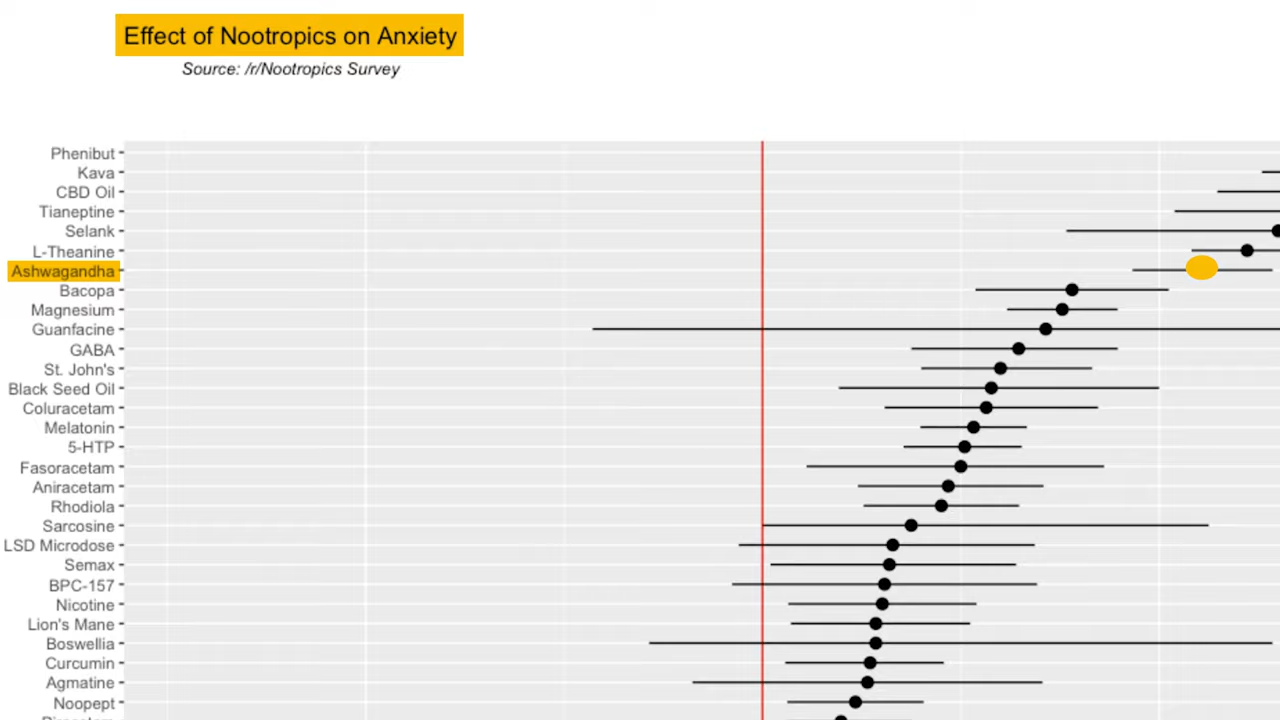 Effect of Nootropics on Anxiety
Source: /r/Nootropics Survey
Phenibut
Kava
CBD Oil
Tianeptine
Selank
L-Theanine
Ashwagandha
Bacopa
Magnesium
Guanfacine
GABA
St. John's
Black Seed Oil
Coluracetam
Melatonin
5-HTP
Fasoracetam
Aniracetam
Rhodiola
Sarcosine
LSD Microdose
Semax
BPC-157
Nicotine
Lion's Mane
Boswellia
Curcumin
Agmatine
Noopept